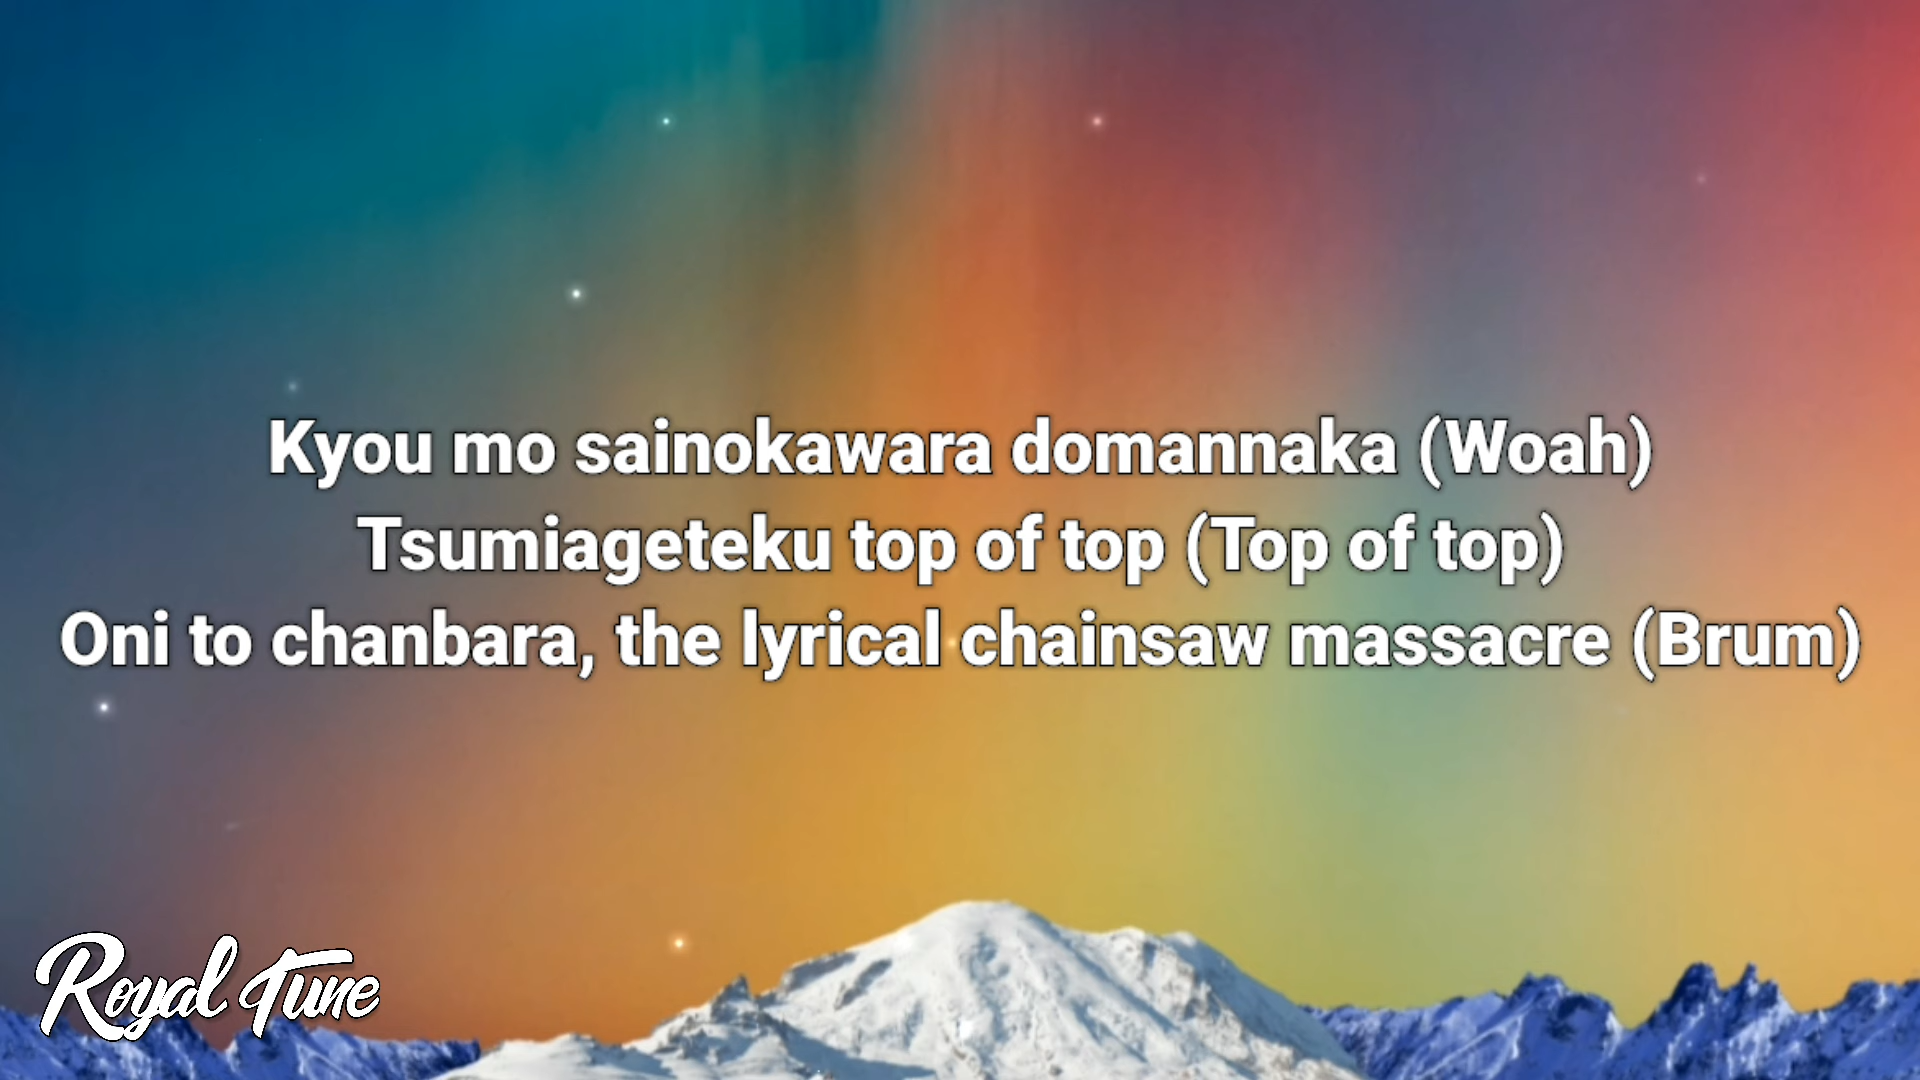 Kyou mo sainokawara domannaka (Woah)
Tsumiageteku top of top (Top of top)
Oni to chanbara, the lyrical chainsaw massacre (Brum)
Royal Tune